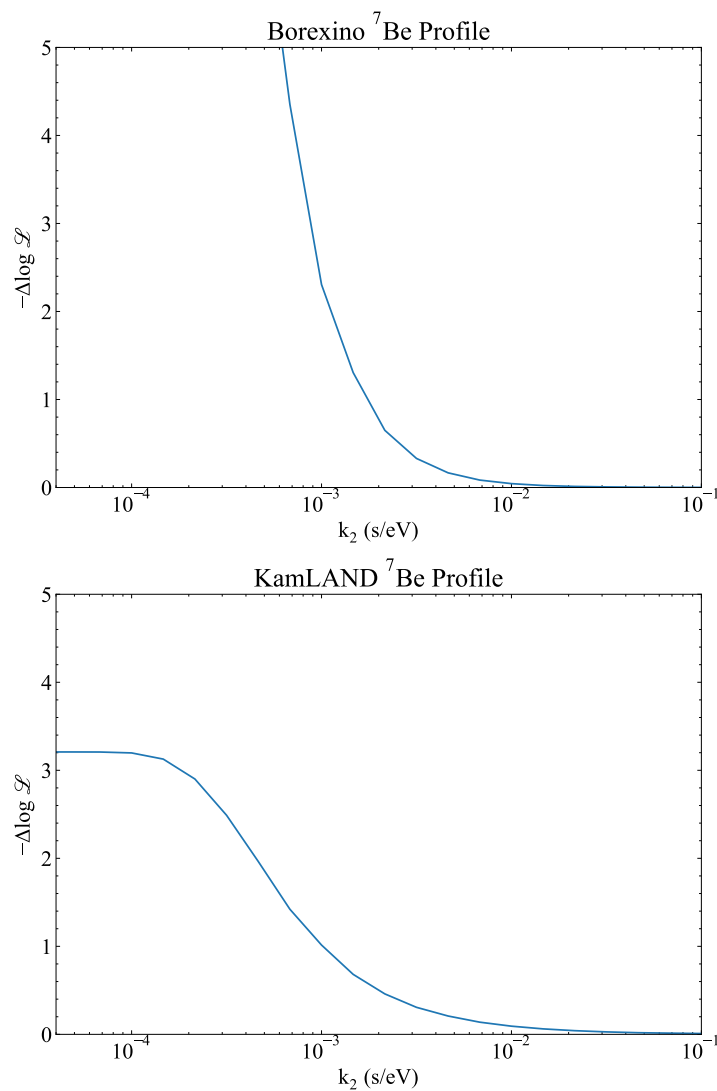 Borexino ⁷Be Profile
5
4
3
2
1
0
−Δlog ℒ
10⁻⁴ 10⁻³ 10⁻² 10⁻¹
k₂ (s/eV)
KamLAND ⁷Be Profile
5
4
3
2
1
0
−Δlog ℒ
10⁻⁴ 10⁻³ 10⁻² 10⁻¹
k₂ (s/eV)